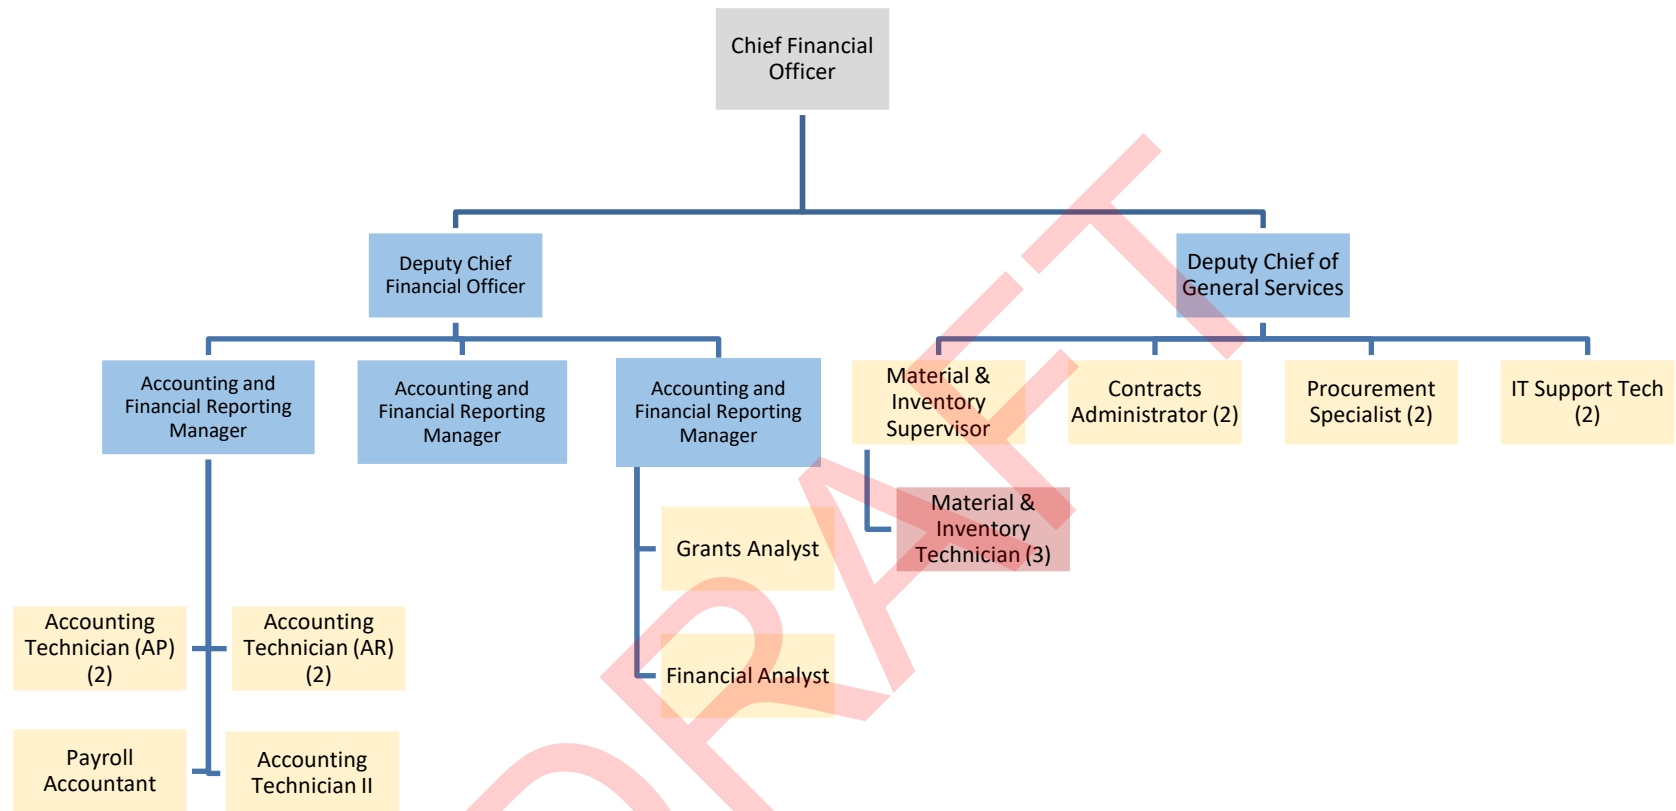 Chief Financial
Officer
Deputy Chief
Financial Officer
Deputy Chief of
General Services
Accounting and
Financial Reporting
Manager
Accounting and
Financial Reporting
Manager
Accounting and
Financial Reporting
Manager
Material &
Inventory
Supervisor
Contracts
Administrator (2)
Procurement
Specialist (2)
IT Support Tech
(2)
Material &
Inventory
Technician (3)
Grants Analyst
Financial Analyst
Accounting
Technician (AP)
(2)
Accounting
Technician (AR)
(2)
Payroll
Accountant
Accounting
Technician II
DRAFT